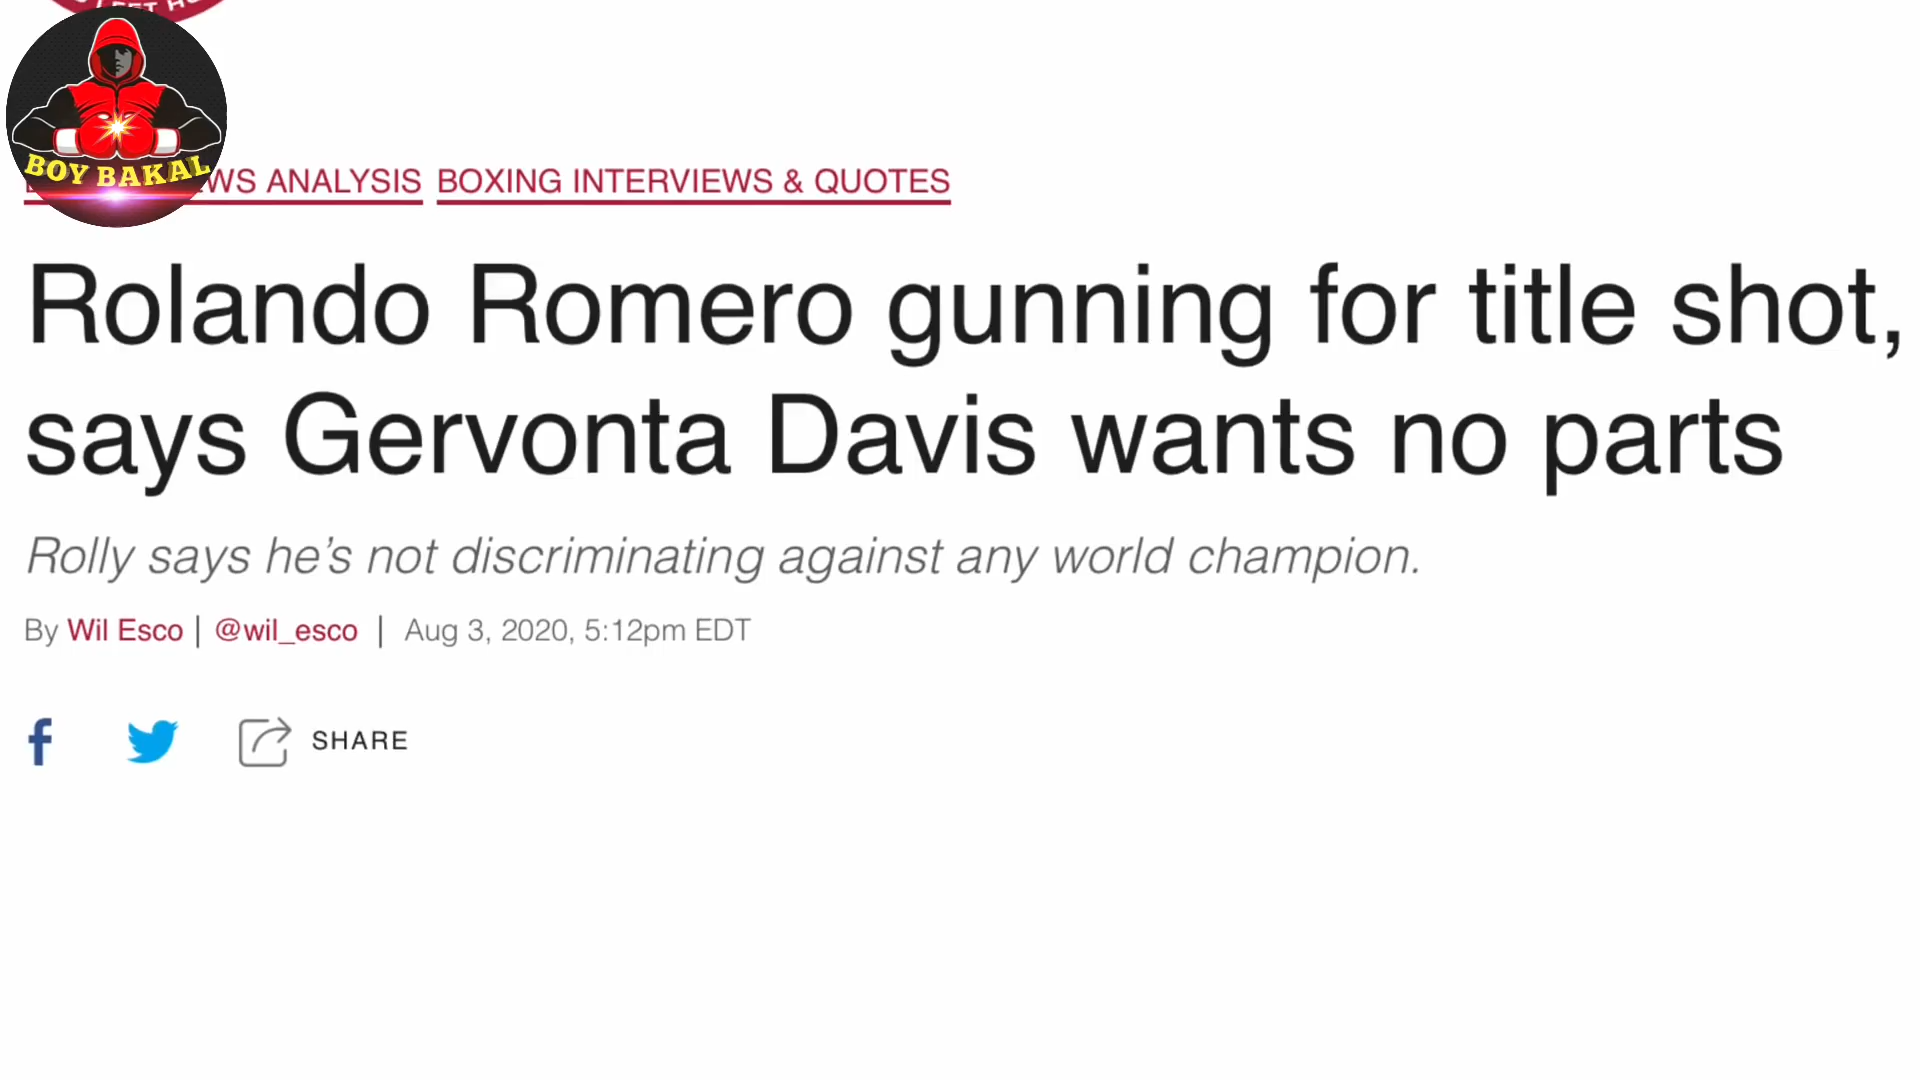 BOY BAKAL
WS ANALYSIS BOXING INTERVIEWS & QUOTES
Rolando Romero gunning for title shot,
says Gervonta Davis wants no parts
Rolly says he’s not discriminating against any world champion.
By Wil Esco | @wil_esco | Aug 3, 2020, 5:12pm EDT
SHARE